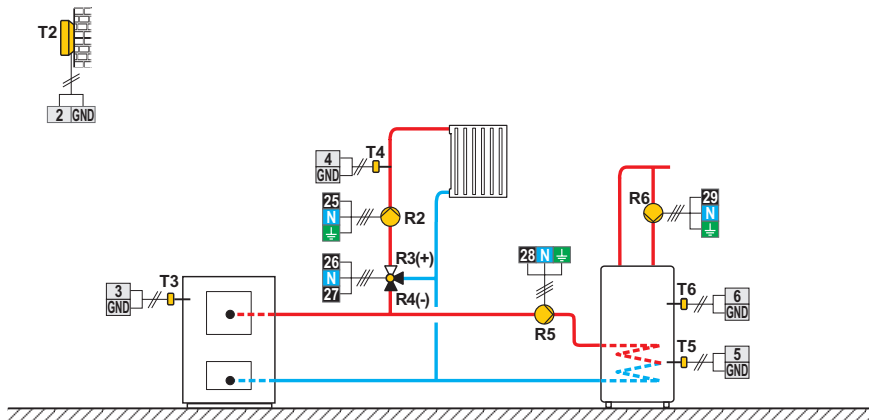 T2
2 GND
4
GND
T4
25
N
R2
R6
29
N
26
N
27
R3(+)
R4(-)
28 N
3
GND
T3
R5
T6
6
GND
T5
5
GND